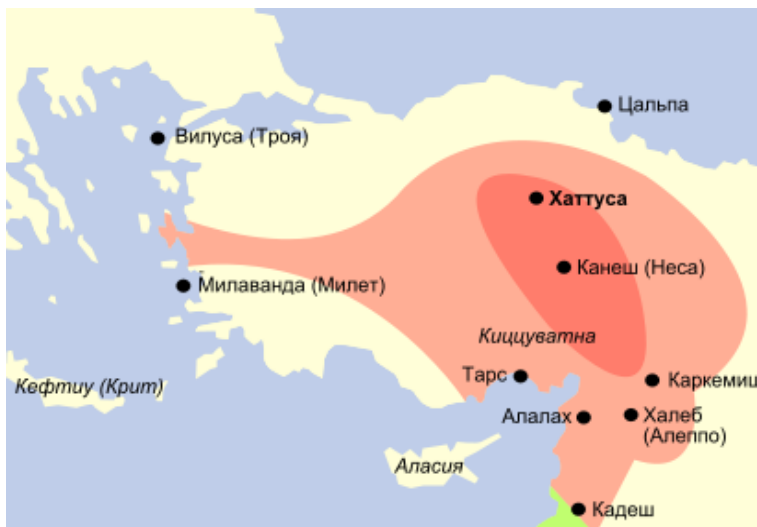 Цальпа
Вилуса (Троя)
Хаттуса
Канеш (Неса)
Милаванда (Милет)
Киццуватна
Тарс
Каркемиш
Кефтиу (Крит)
Алалах
Халеб
(Алеппо)
Аласия
Кадеш